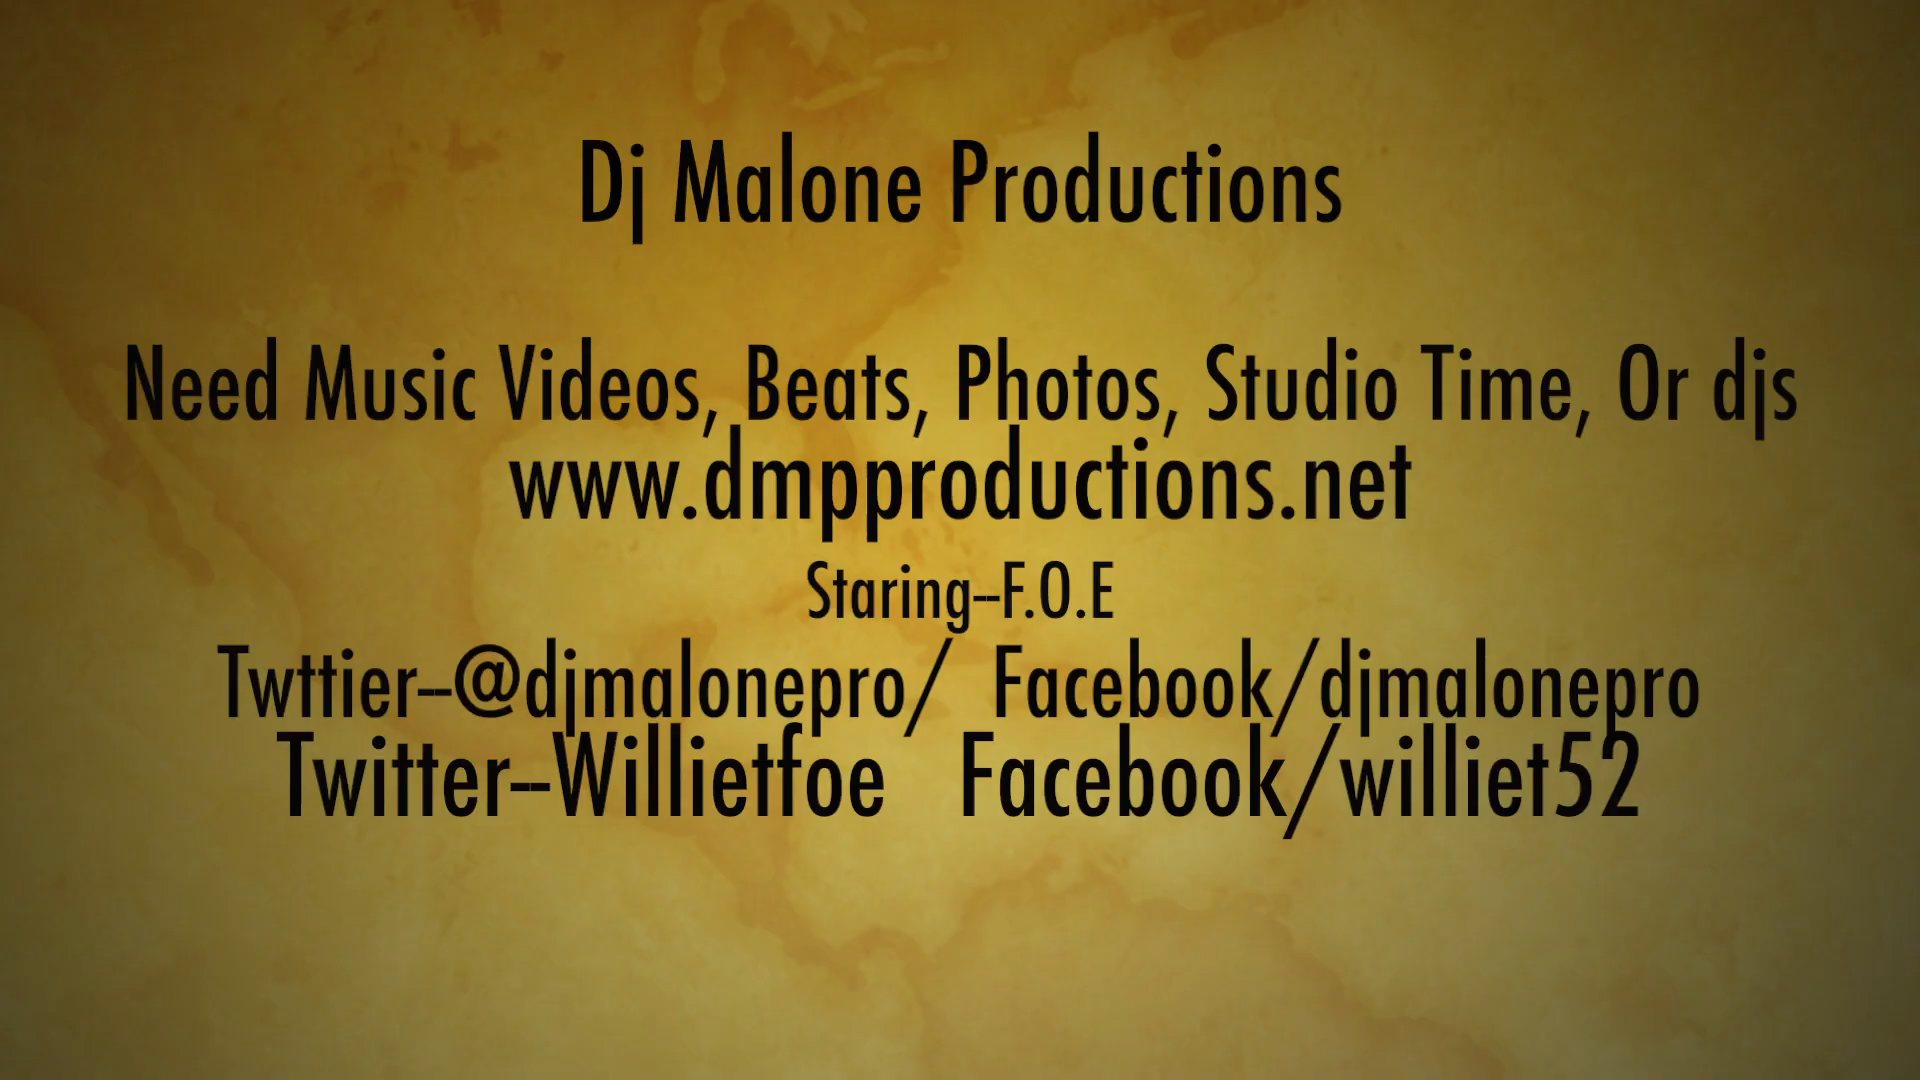 Dj Malone Productions
Need Music Videos, Beats, Photos, Studio Time, Or djs
www.dmpproductions.net
Staring--F.O.E
Twttier--@djmalonepro/ Facebook/djmalonepro
Twitter--Willietfoe Facebook/williet52